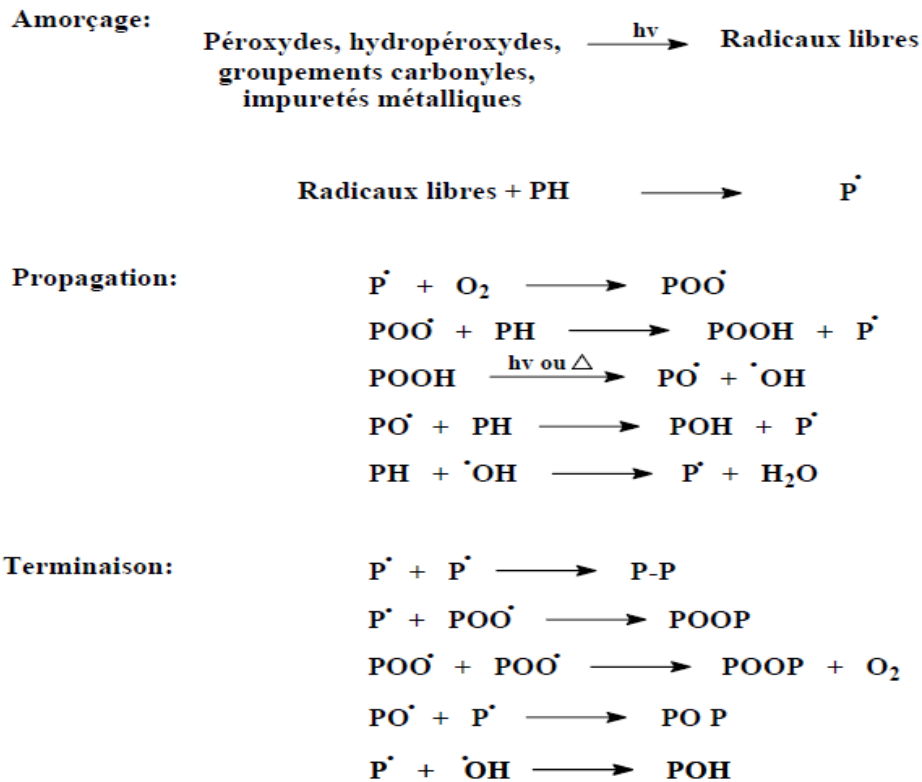 Amorçage:
Péroxydes, hydropéroxydes, hν Radicaux libres
groupements carbonyles,
impuretés métalliques
Radicaux libres + PH → P•
Propagation:
P• + O₂ → POO•
POO• + PH → POOH + P•
POOH hν ou △ → PO• + •OH
PO• + PH → POH + P•
PH + •OH → P• + H₂O
Terminaison:
P• + P• → P-P
P• + POO• → POOP
POO• + POO• → POOP + O₂
PO• + P• → PO P
P• + •OH → POH